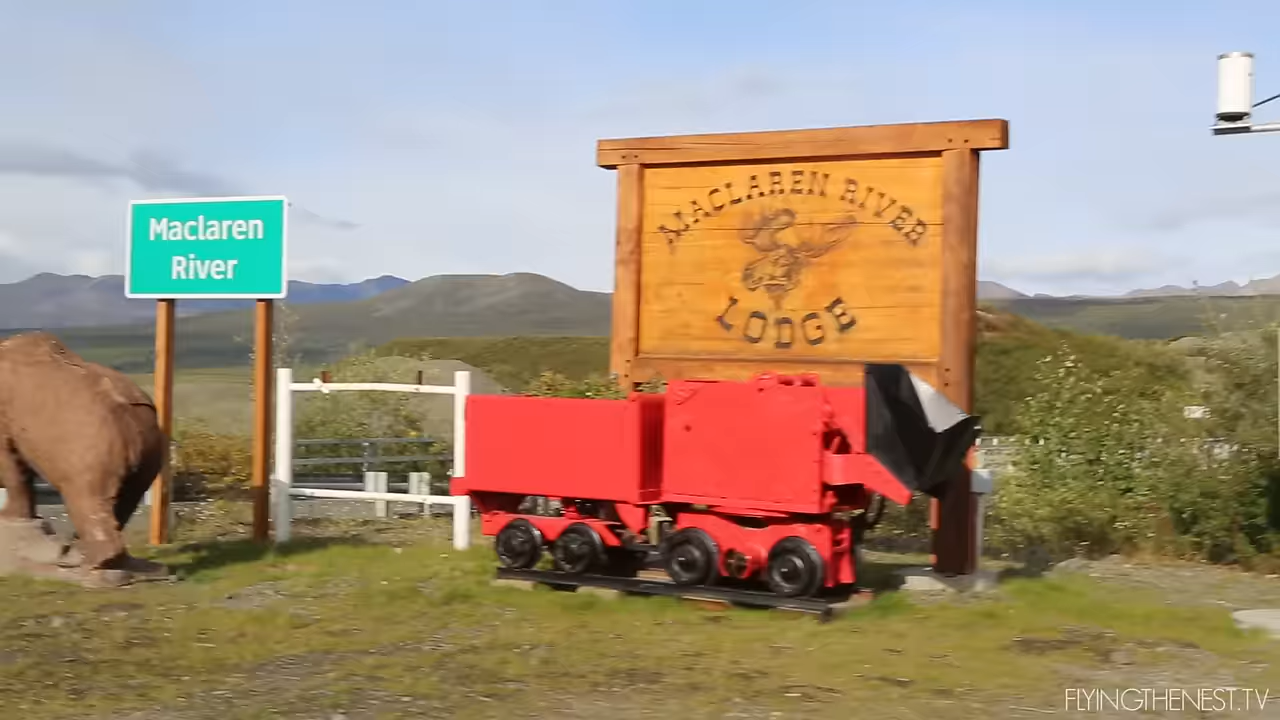 Maclaren
River
MACLAREN RIVER
LODGE
FLYINGTHENEST.TV